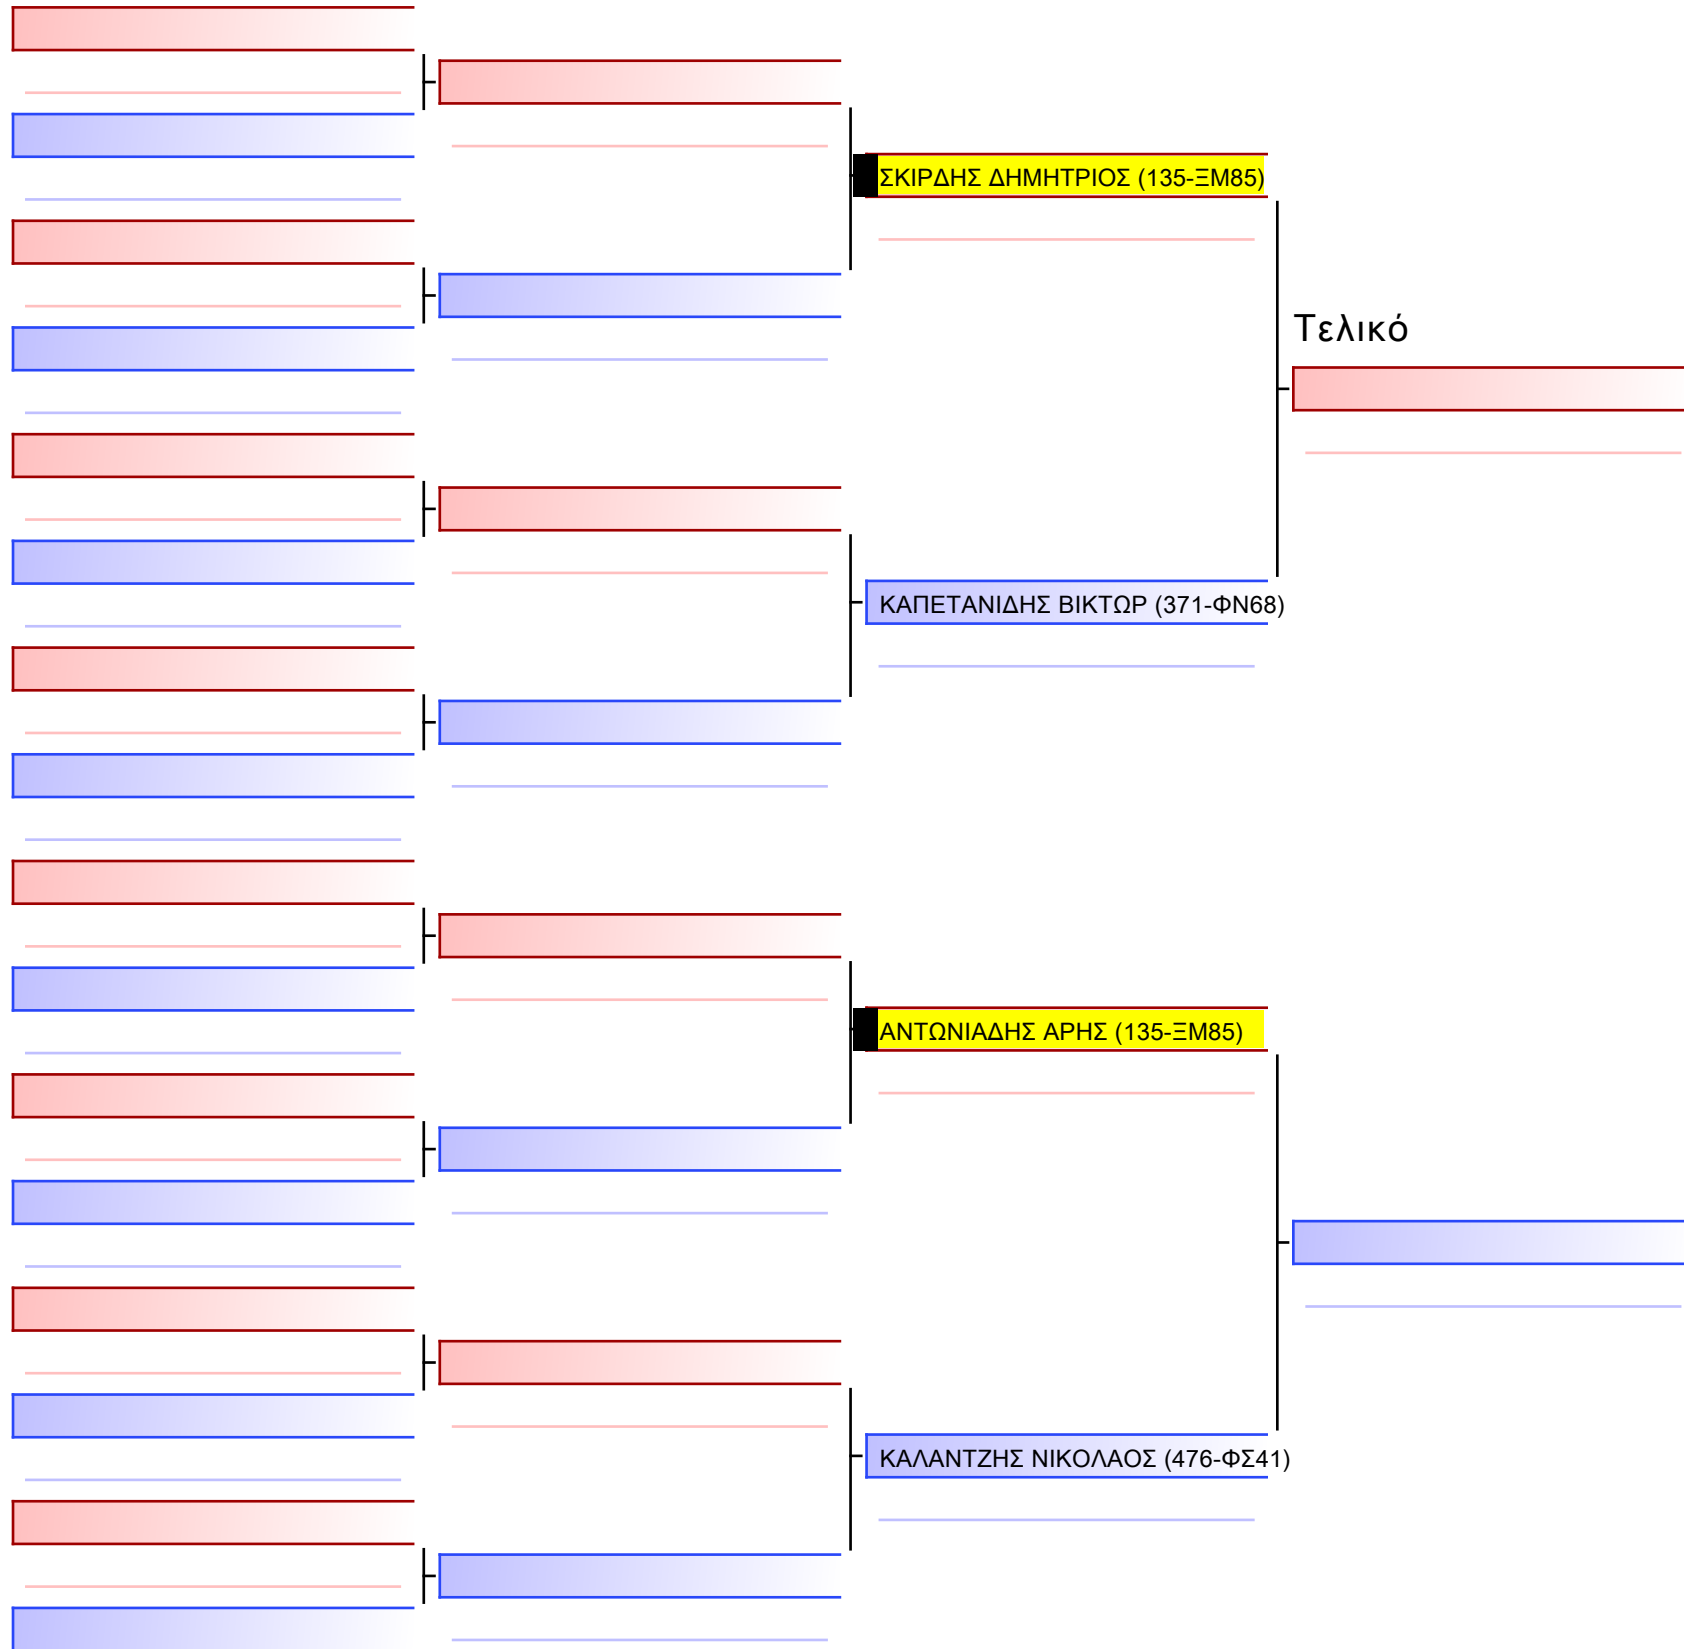 ΣΚΙΡΔΗΣ ΔΗΜΗΤΡΙΟΣ (135-ΞΜ85)
Τελικό
ΚΑΠΕΤΑΝΙΔΗΣ ΒΙΚΤΩΡ (371-ΦΝ68)
ΑΝΤΩΝΙΑΔΗΣ ΑΡΗΣ (135-ΞΜ85)
ΚΑΛΑΝΤΖΗΣ ΝΙΚΟΛΑΟΣ (476-ΦΣ41)